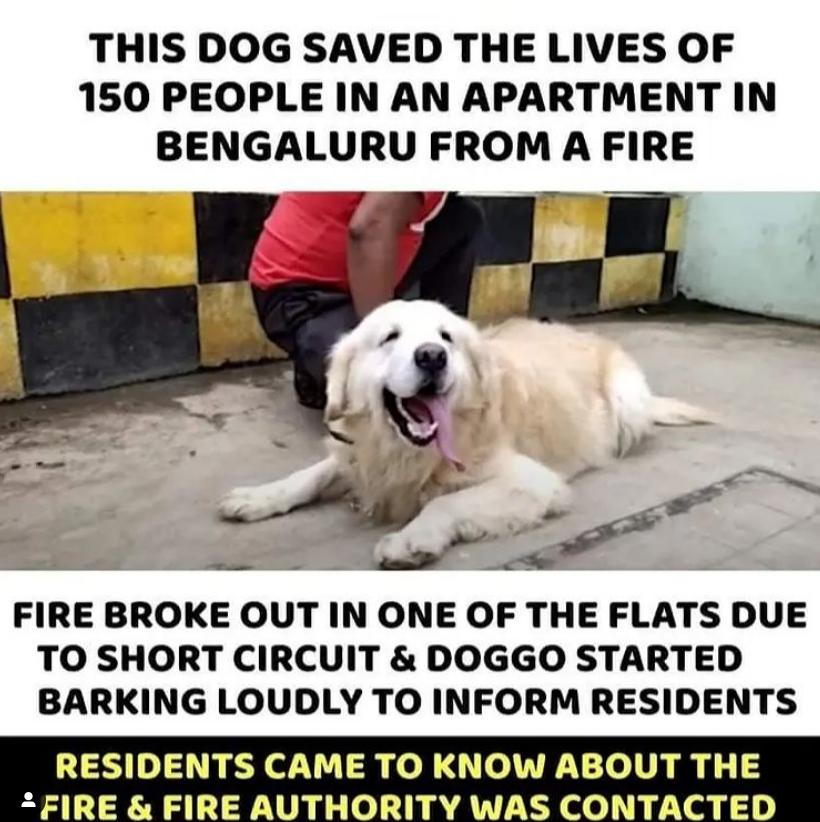 THIS DOG SAVED THE LIVES OF
150 PEOPLE IN AN APARTMENT IN
BENGALURU FROM A FIRE
FIRE BROKE OUT IN ONE OF THE FLATS DUE
TO SHORT CIRCUIT & DOGGO STARTED
BARKING LOUDLY TO INFORM RESIDENTS
RESIDENTS CAME TO KNOW ABOUT THE
FIRE & FIRE AUTHORITY WAS CONTACTED